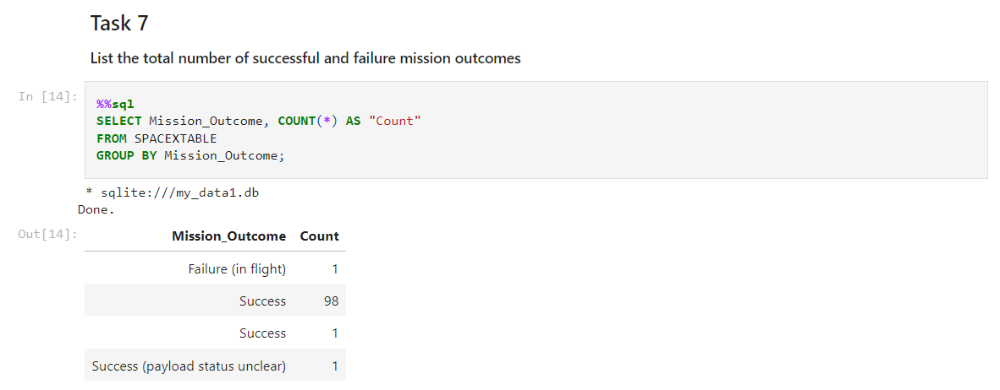 Task 7
List the total number of successful and failure mission outcomes
In [14]:
%%sql
SELECT Mission_Outcome, COUNT(*) AS "Count"
FROM SPACEXTABLE
GROUP BY Mission_Outcome;
* sqlite:///my_data1.db
Done.
Out[14]:
Mission_Outcome Count
Failure (in flight) 1
Success 98
Success 1
Success (payload status unclear) 1